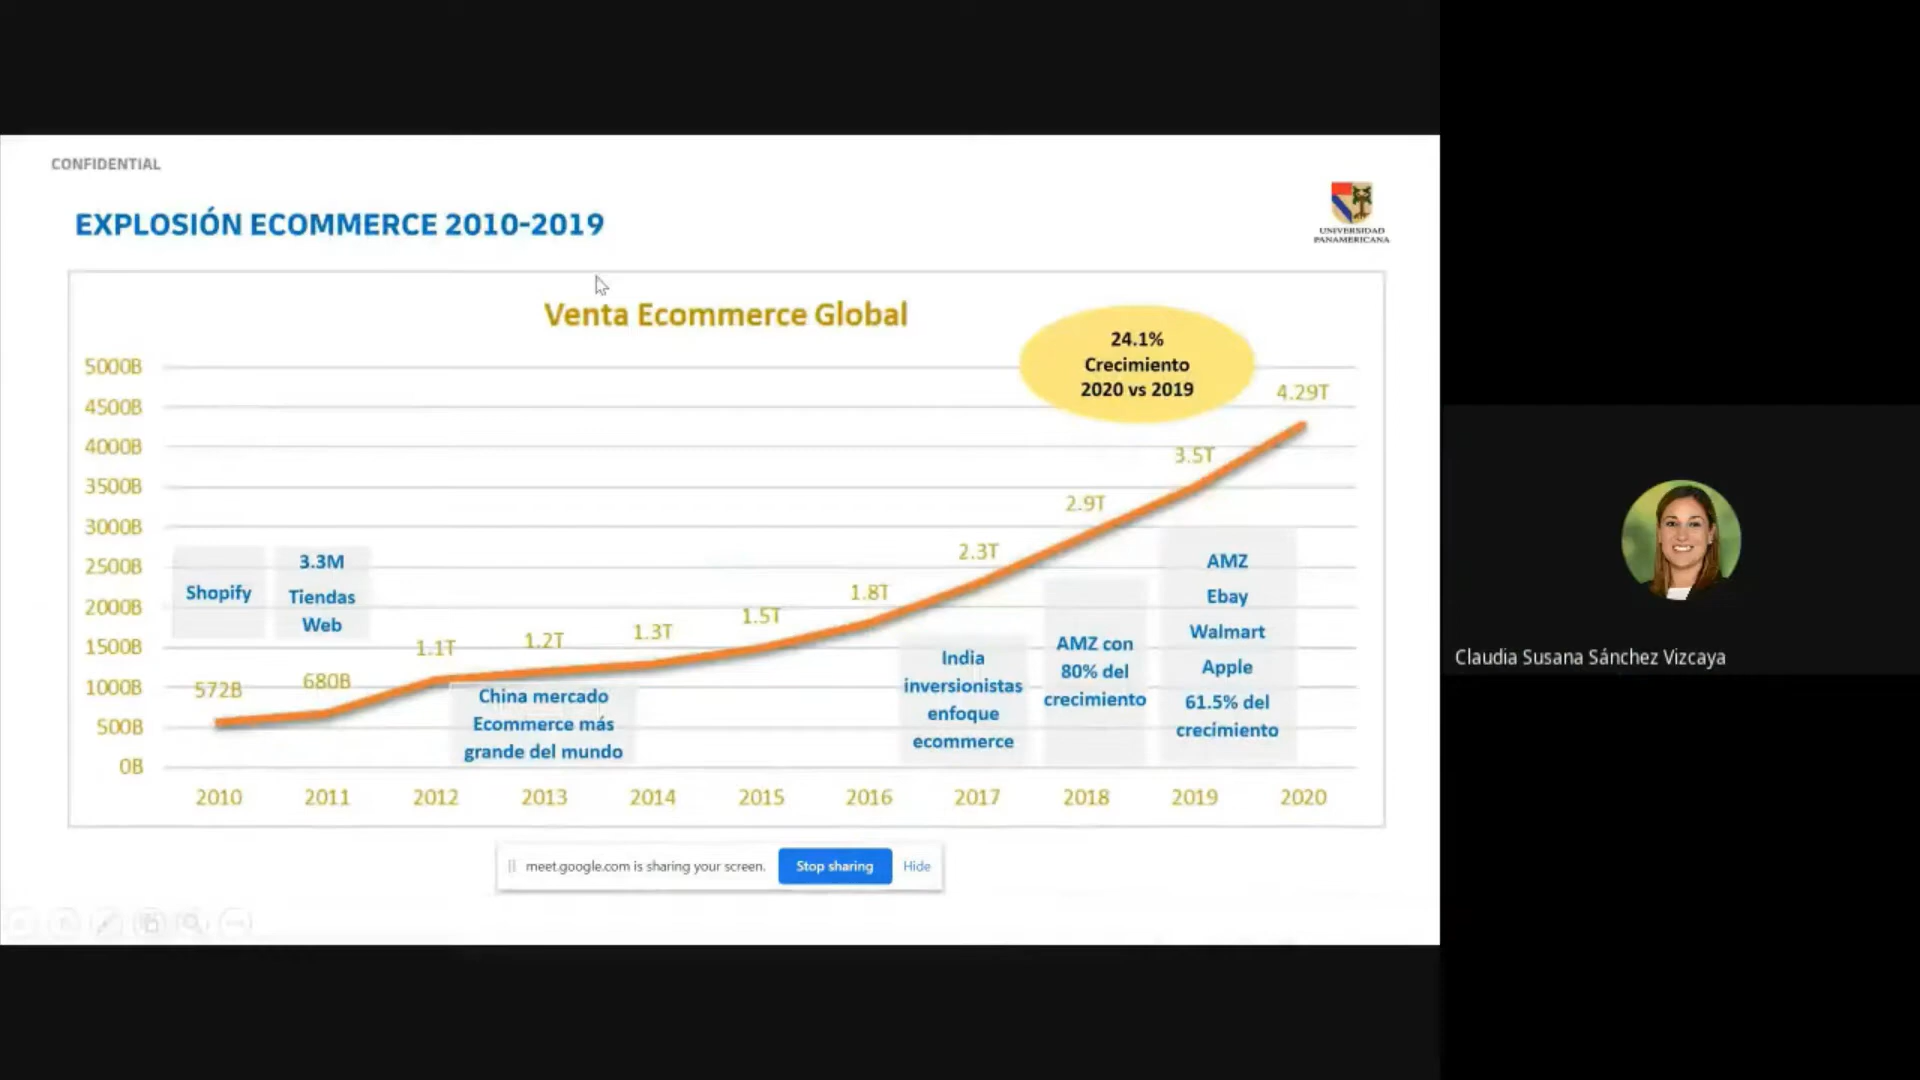 CONFIDENTIAL
EXPLOSIÓN ECOMMERCE 2010-2019
UNIVERSIDAD
PANAMERICANA
Venta Ecommerce Global
24.1%
Crecimiento
2020 vs 2019
5000B
4500B
4000B
3500B
3000B
2500B
2000B
1500B
1000B
500B
0B
572B
680B
1.1T
1.2T
1.3T
1.5T
1.8T
2.3T
2.9T
3.5T
4.29T
Shopify
3.3M
Tiendas
Web
China mercado
Ecommerce más
grande del mundo
India
inversionistas
enfoque
ecommerce
AMZ con
80% del
crecimiento
AMZ
Ebay
Walmart
Apple
61.5% del
crecimiento
2010
2011
2012
2013
2014
2015
2016
2017
2018
2019
2020
meet.google.com is sharing your screen.
Stop sharing
Hide
Claudia Susana Sánchez Vizcaya